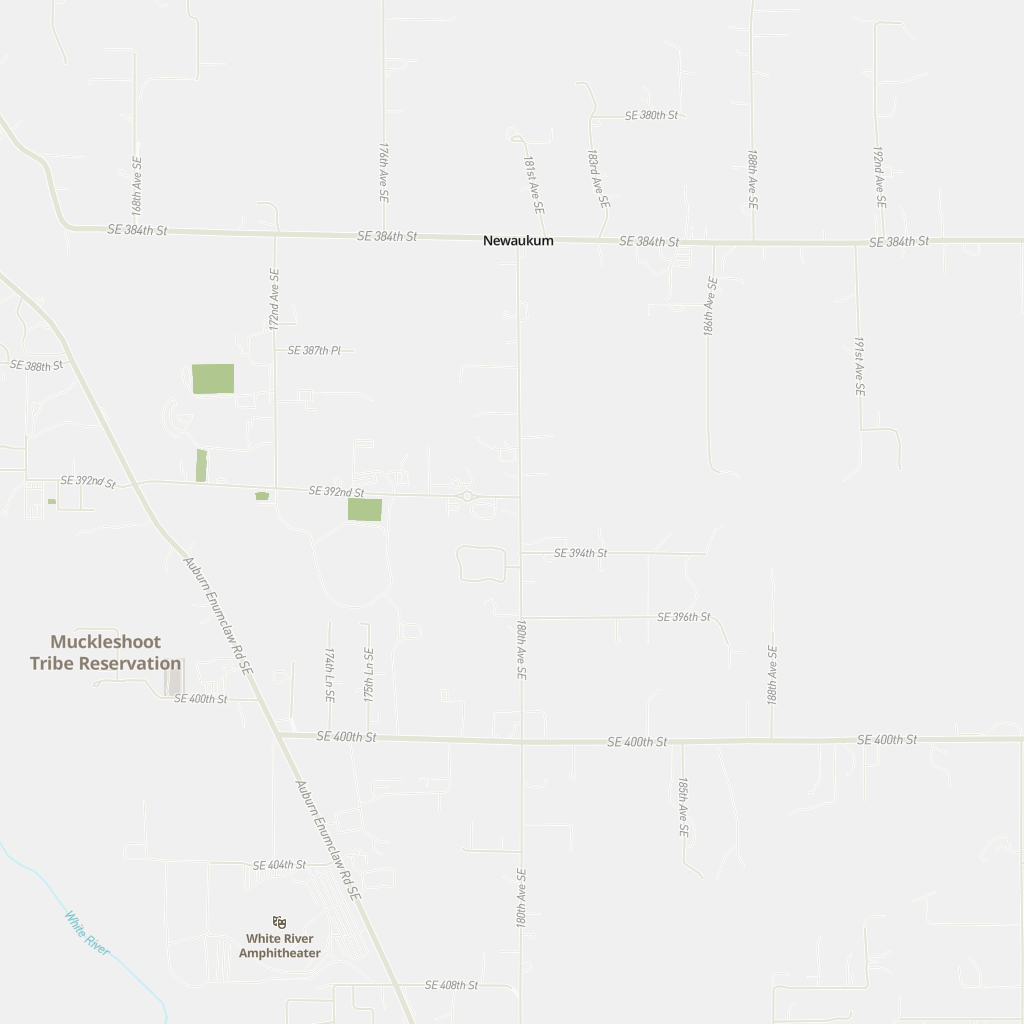 SE 380th St
168th Ave SE
176th Ave SE
181st Ave SE
183rd Ave SE
188th Ave SE
192nd Ave SE
SE 384th St
SE 384th St
Newaukum
SE 384th St
SE 384th St
172nd Ave SE
186th Ave SE
SE 387th Pl
191st Ave SE
SE 388th St
SE 392nd St
SE 392nd St
SE 394th St
Auburn Enumclaw Rd SE
SE 396th St
180th Ave SE
Muckleshoot
Tribe Reservation
174th Ln SE
175th Ln SE
188th Ave SE
SE 400th St
SE 400th St
SE 400th St
SE 400th St
185th Ave SE
Auburn Enumclaw Rd SE
SE 404th St
180th Ave SE
White River
White River
Amphitheater
SE 408th St